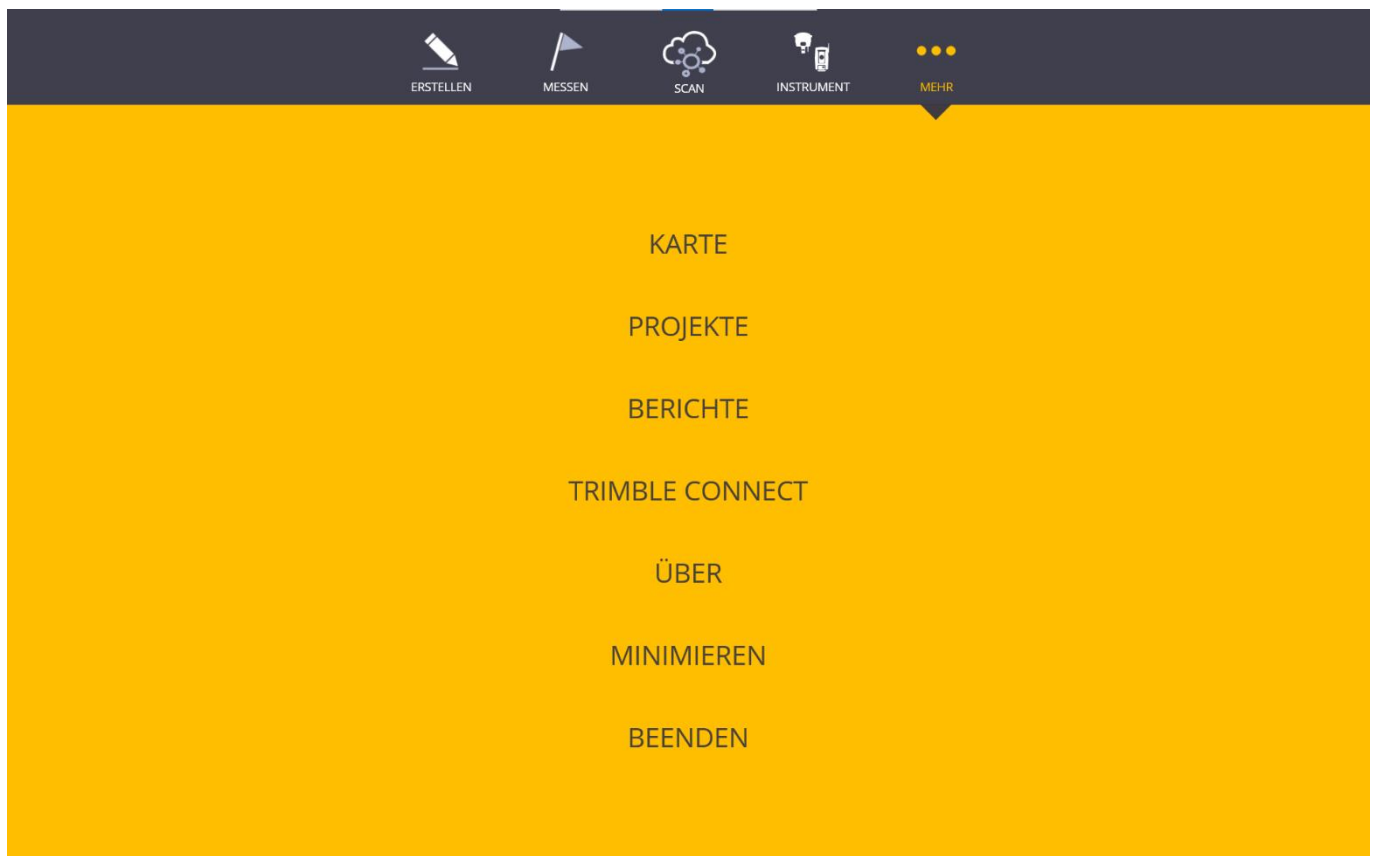 ERSTELLEN
MESSEN
SCAN
INSTRUMENT
MEHR
KARTE
PROJEKTE
BERICHTE
TRIMBLE CONNECT
ÜBER
MINIMIEREN
BEENDEN